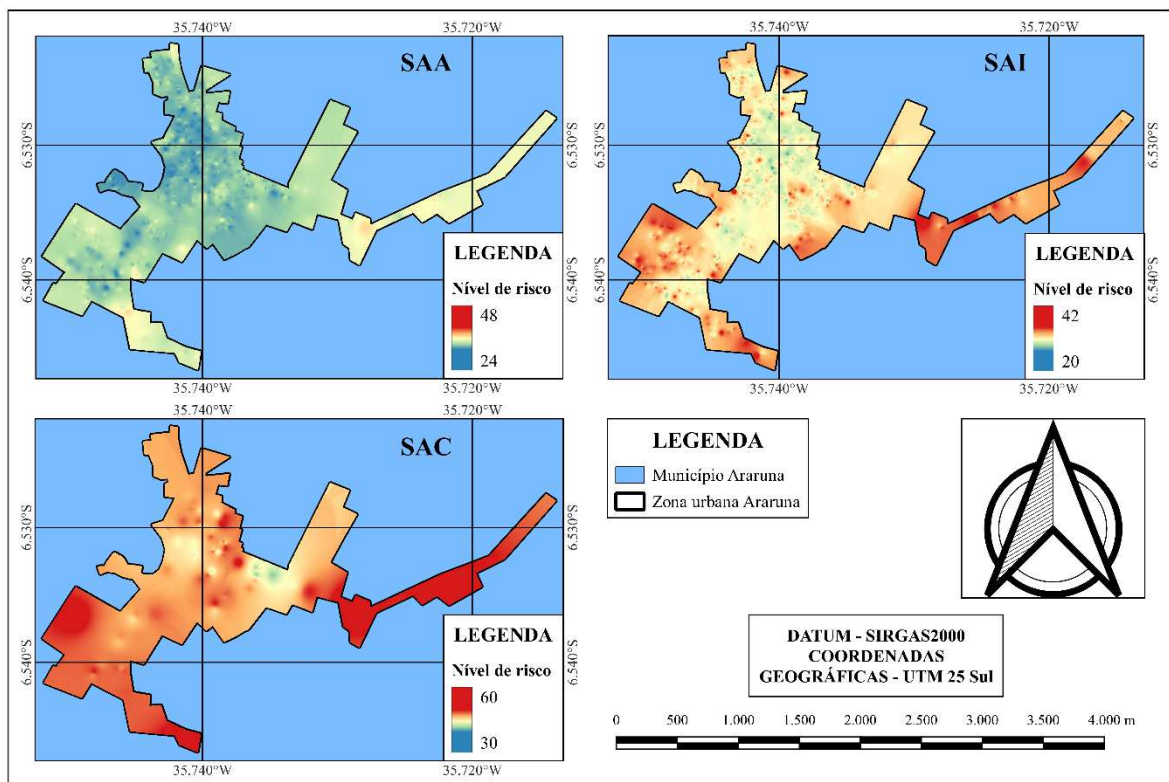 35.740°W
35.720°W
35.740°W
35.720°W
SAA
SAI
6.530°S
6.530°S
6.530°S
6.530°S
LEGENDA
LEGENDA
Nível de risco
Nível de risco
48
42
24
20
6.540°S
6.540°S
6.540°S
6.540°S
35.740°W
35.720°W
35.740°W
35.720°W
35.740°W
35.720°W
SAC
LEGENDA
Município Araruna
Zona urbana Araruna
6.530°S
6.530°S
LEGENDA
Nível de risco
60
30
6.540°S
6.540°S
DATUM - SIRGAS2000
COORDENADAS
GEOGRÁFICAS - UTM 25 Sul
0 500 1.000 1.500 2.000 2.500 3.000 3.500 4.000 m
35.740°W
35.720°W